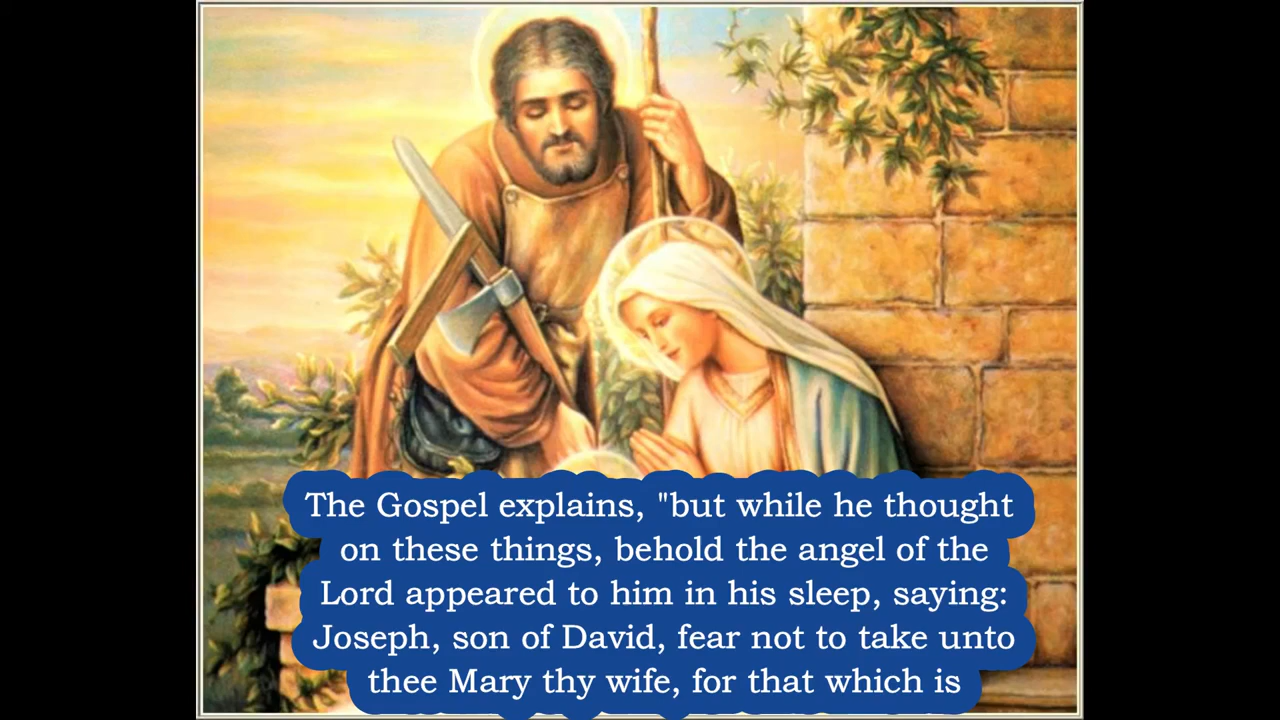 The Gospel explains, "but while he thought
on these things, behold the angel of the
Lord appeared to him in his sleep, saying:
Joseph, son of David, fear not to take unto
thee Mary thy wife, for that which is